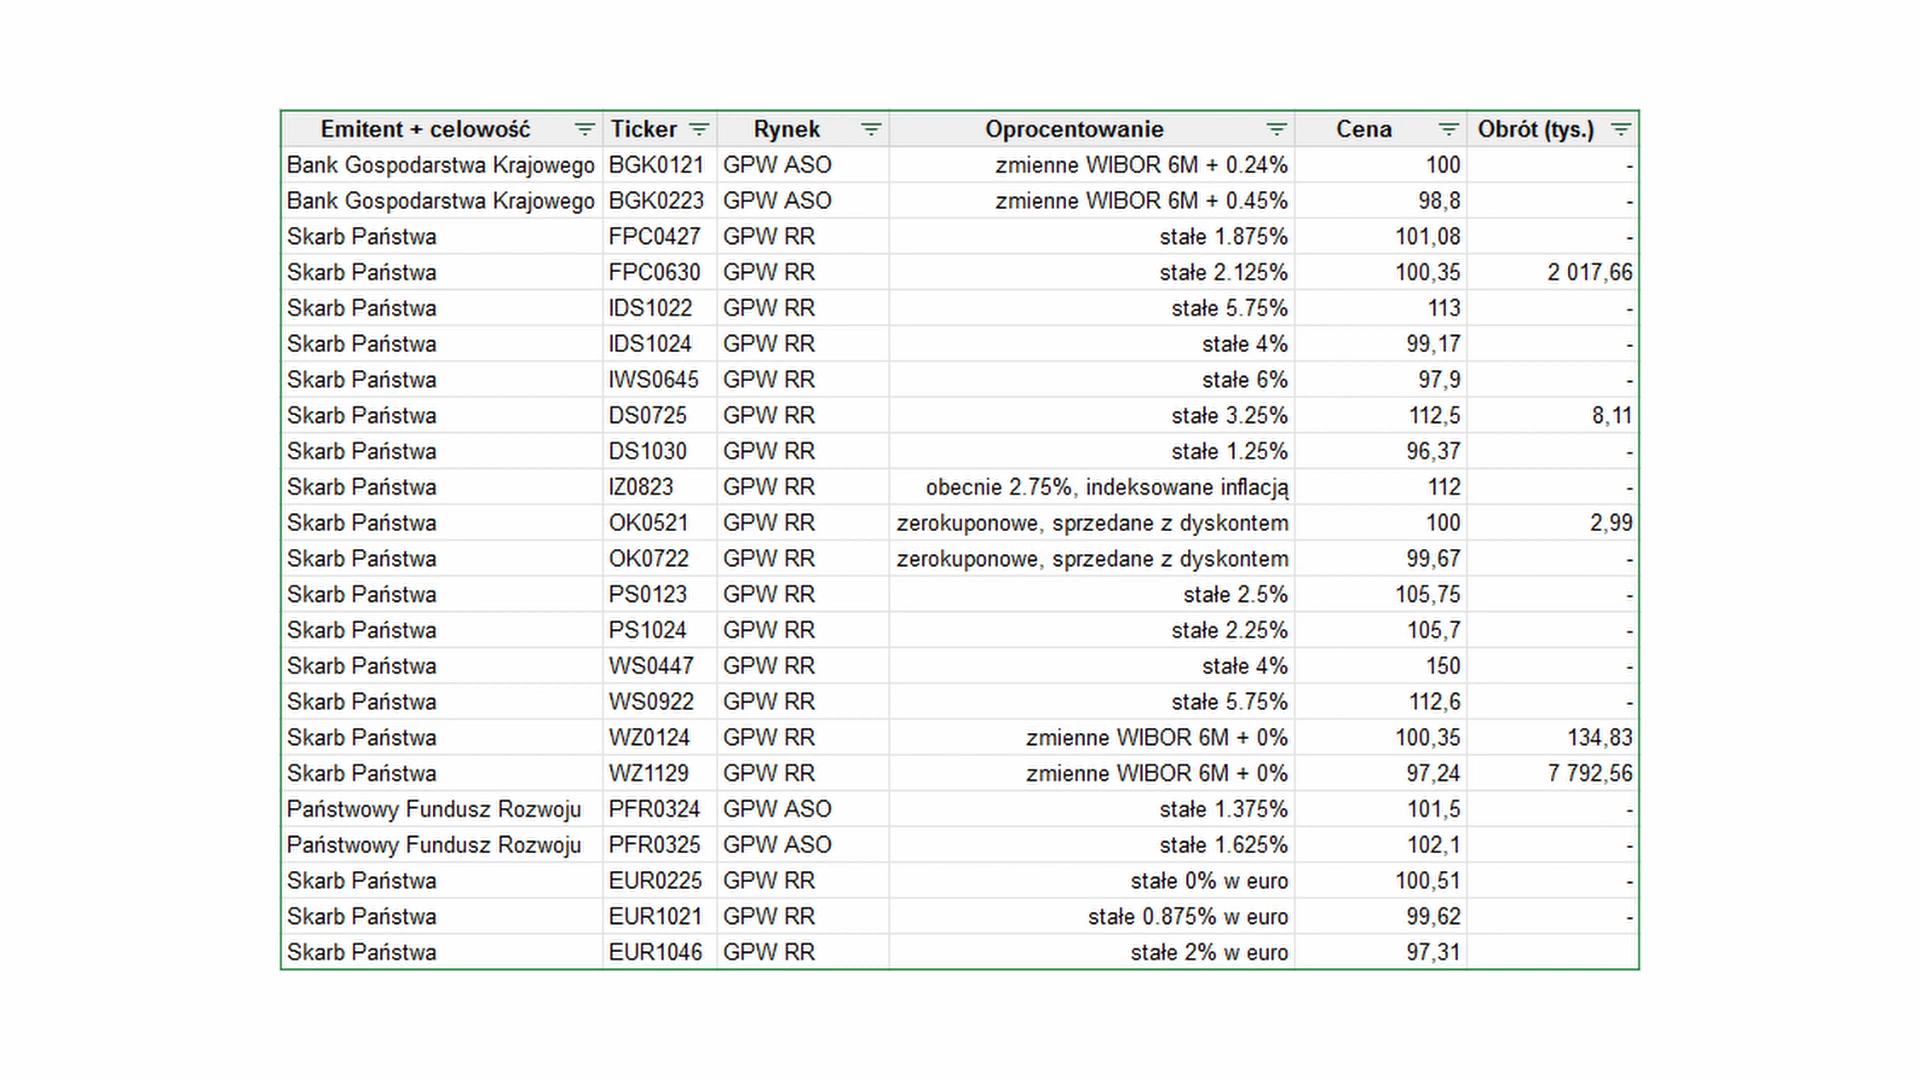 Emitent + celowość Ticker Rynek Oprocentowanie Cena Obrót (tys.)
Bank Gospodarstwa Krajowego BGK0121 GPW ASO zmienne WIBOR 6M + 0.24% 100 -
Bank Gospodarstwa Krajowego BGK0223 GPW ASO zmienne WIBOR 6M + 0.45% 98,8 -
Skarb Państwa FPC0427 GPW RR stałe 1.875% 101,08 -
Skarb Państwa FPC0630 GPW RR stałe 2.125% 100,35 2 017,66
Skarb Państwa IDS1022 GPW RR stałe 5.75% 113 -
Skarb Państwa IDS1024 GPW RR stałe 4% 99,17 -
Skarb Państwa IWS0645 GPW RR stałe 6% 97,9 -
Skarb Państwa DS0725 GPW RR stałe 3.25% 112,5 8,11
Skarb Państwa DS1030 GPW RR stałe 1.25% 96,37 -
Skarb Państwa IZ0823 GPW RR obecnie 2.75%, indeksowane inflacją 112 -
Skarb Państwa OK0521 GPW RR zerokuponowe, sprzedane z dyskontem 100 2,99
Skarb Państwa OK0722 GPW RR zerokuponowe, sprzedane z dyskontem 99,67 -
Skarb Państwa PS0123 GPW RR stałe 2.5% 105,75 -
Skarb Państwa PS1024 GPW RR stałe 2.25% 105,7 -
Skarb Państwa WS0447 GPW RR stałe 4% 150 -
Skarb Państwa WS0922 GPW RR stałe 5.75% 112,6 -
Skarb Państwa WZ0124 GPW RR zmienne WIBOR 6M + 0% 100,35 134,83
Skarb Państwa WZ1129 GPW RR zmienne WIBOR 6M + 0% 97,24 7 792,56
Państwowy Fundusz Rozwoju PFR0324 GPW ASO stałe 1.375% 101,5 -
Państwowy Fundusz Rozwoju PFR0325 GPW ASO stałe 1.625% 102,1 -
Skarb Państwa EUR0225 GPW RR stałe 0% w euro 100,51 -
Skarb Państwa EUR1021 GPW RR stałe 0.875% w euro 99,62 -
Skarb Państwa EUR1046 GPW RR stałe 2% w euro 97,31